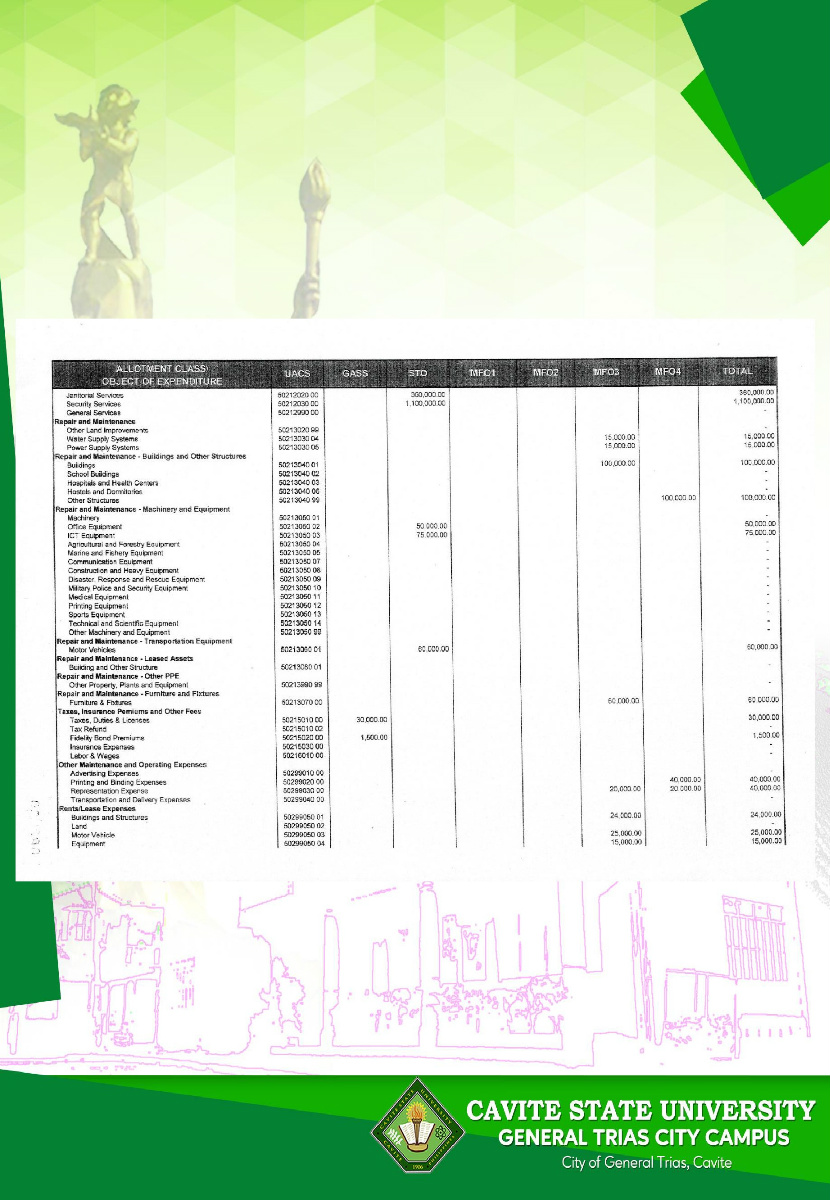 ALLOTMENT CLASS\ OBJECT OF EXPENDITURE UACS GASS STO MFO1 MFO2 MFO3 MFO4 TOTAL
Janitorial Services 50212020 00 360,000.00 360,000.00
Security Services 50212030 00 1,100,000.00 1,100,000.00
General Services 50212990 00 -
Repair and Maintenance
Other Land Improvements 50213020 99
Water Supply Systems 50213030 04 15,000.00 15,000.00
Power Supply Systems 50213030 05 15,000.00 15,000.00
Repair and Maintenance - Buildings and Other Structures
Buildings 50213040 01 100,000.00 100,000.00
School Buildings 50213040 02 -
Hospitals and Health Centers 50213040 03 -
Hostels and Dormitories 50213040 06 -
Other Structures 50213040 99 100,000.00 100,000.00
Repair and Maintenance - Machinery and Equipment
Machinery 50213050 01 -
Office Equipment 50213050 02 50,000.00 50,000.00
ICT Equipment 50213050 03 75,000.00 75,000.00
Agricultural and Forestry Equipment 50213050 04 -
Marine and Fishery Equipment 50213050 05 -
Communication Equipment 50213050 07 -
Construction and Heavy Equipment 50213050 08 -
Disaster, Response and Rescue Equipment 50213050 09 -
Military Police and Security Equipment 50213050 10 -
Medical Equipment 50213050 11 -
Printing Equipment 50213050 12 -
Sports Equipment 50213050 13 -
Technical and Scientific Equipment 50213050 14 -
Other Machinery and Equipment 50213050 99 -
Repair and Maintenance - Transportation Equipment
Motor Vehicles 50213060 01 60,000.00 60,000.00
Repair and Maintenance - Leased Assets
Building and Other Structure 50213080 01 -
Repair and Maintenance - Other PPE
Other Property, Plants and Equipment 50213990 99 -
Repair and Maintenance - Furniture and Fixtures
Furniture & Fixtures 50213070 00
Taxes, Insurance Pemiums and Other Fees
Taxes, Duties & Licenses 50215010 00 30,000.00 30,000.00
Tax Refund 50215010 02 -
Fidelity Bond Premiums 50215020 00 1,500.00 1,500.00
Insurance Expenses 50215030 00 -
Labor & Wages 50216010 00 -
Other Maintenance and Operating Expenses
Advertising Expenses 50299010 00
Printing and Binding Expenses 50299020 00 40,000.00 40,000.00
Representation Expense 50299030 00 20,000.00 20,000.00 40,000.00
Transportation and Delivery Expenses 50299040 00 -
Rents/Lease Expenses
Buildings and Structures 50299050 01 24,000.00 24,000.00
Land 50299050 02 -
Motor Vehicle 50299050 03 25,000.00 25,000.00
Equipment 50299050 04 15,000.00 15,000.00
CAVITE STATE UNIVERSITY
GENERAL TRIAS CITY CAMPUS
City of General Trias, Cavite
1906